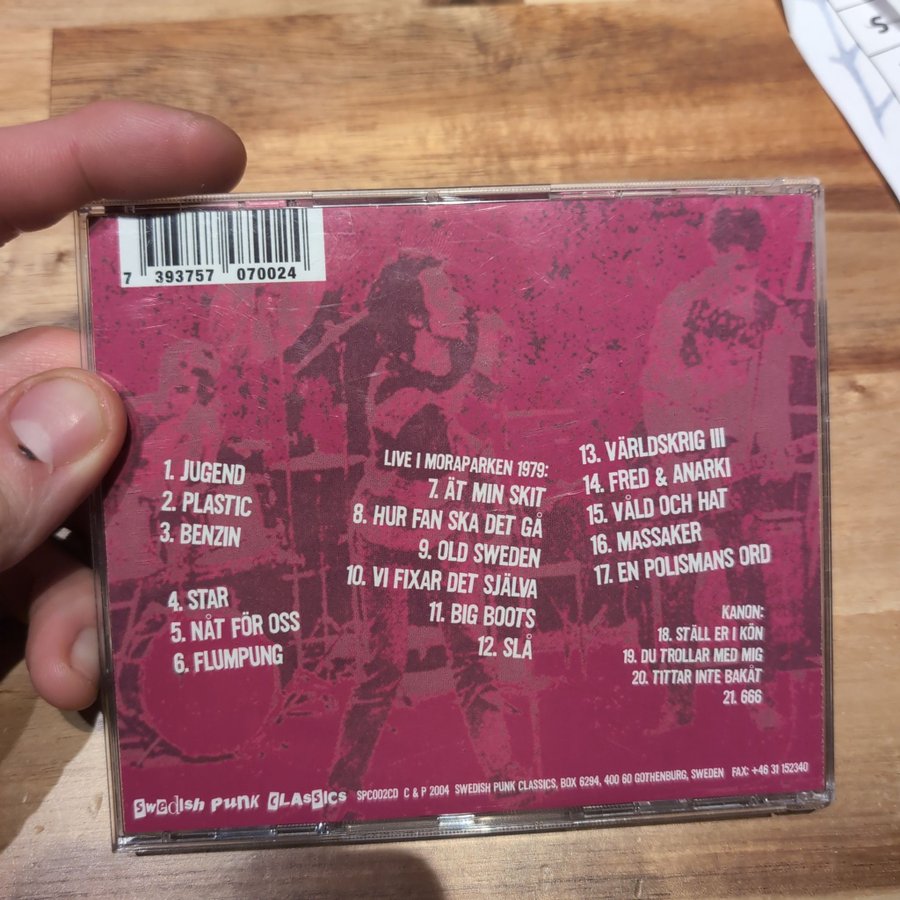 7 393757 070024
1. JUGEND
2. PLASTIC
3. BENZIN
4. STAR
5. NÅT FÖR OSS
6. FLUMPUNG
LIVE I MORAPARKEN 1979:
7. ÄT MIN SKIT
8. HUR FAN SKA DET GÅ
9. OLD SWEDEN
10. VI FIXAR DET SJÄLVA
11. BIG BOOTS
12. SLÅ
13. VÄRLDSKRIG III
14. FRED & ANARKI
15. VÅLD OCH HAT
16. MASSAKER
17. EN POLISMANS ORD
KANON:
18. STÄLL ER I KÖN
19. DU TROLLAR MED MIG
20. TITTAR INTE BAKÅT
21. 666
Swedish Punk Classics SPC002CD C & P 2004 SWEDISH PUNK CLASSICS, BOX 6294, 400 60 GOTHENBURG, SWEDEN FAX: +46 31 152340
S